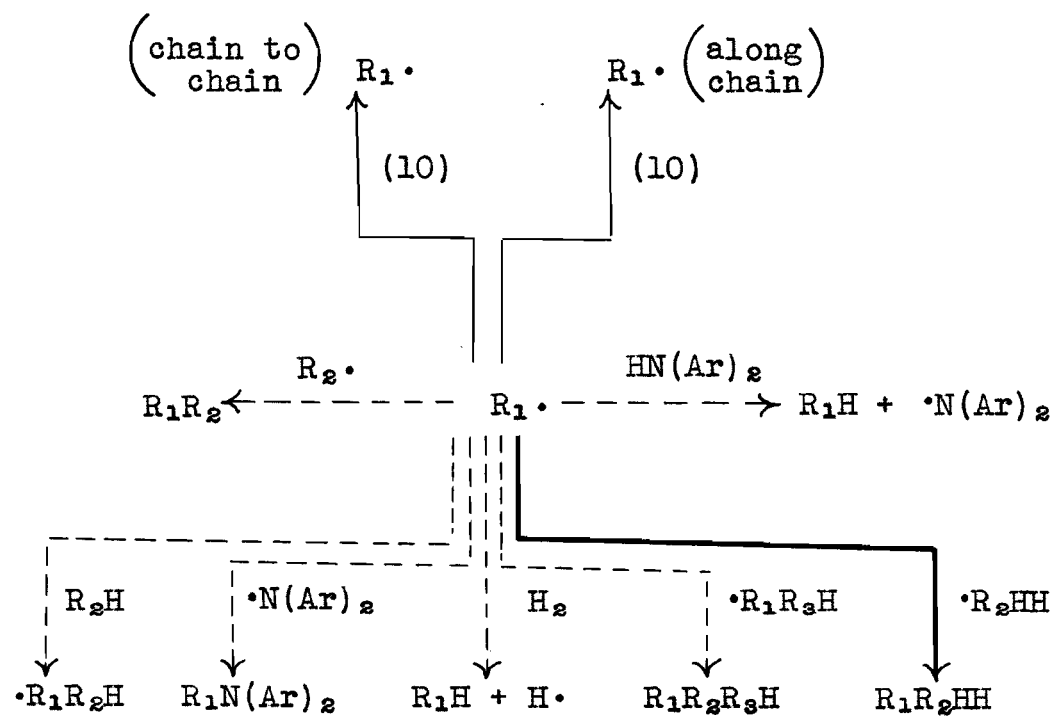 (chain to chain) R₁• R₁• (along chain)
(10) (10)
R₂• HN(Ar)₂
R₁R₂ R₁• R₁H + •N(Ar)₂
R₂H •N(Ar)₂ H₂ •R₁R₃H •R₂HH
•R₁R₂H R₁N(Ar)₂ R₁H + H• R₁R₂R₃H R₁R₂HH